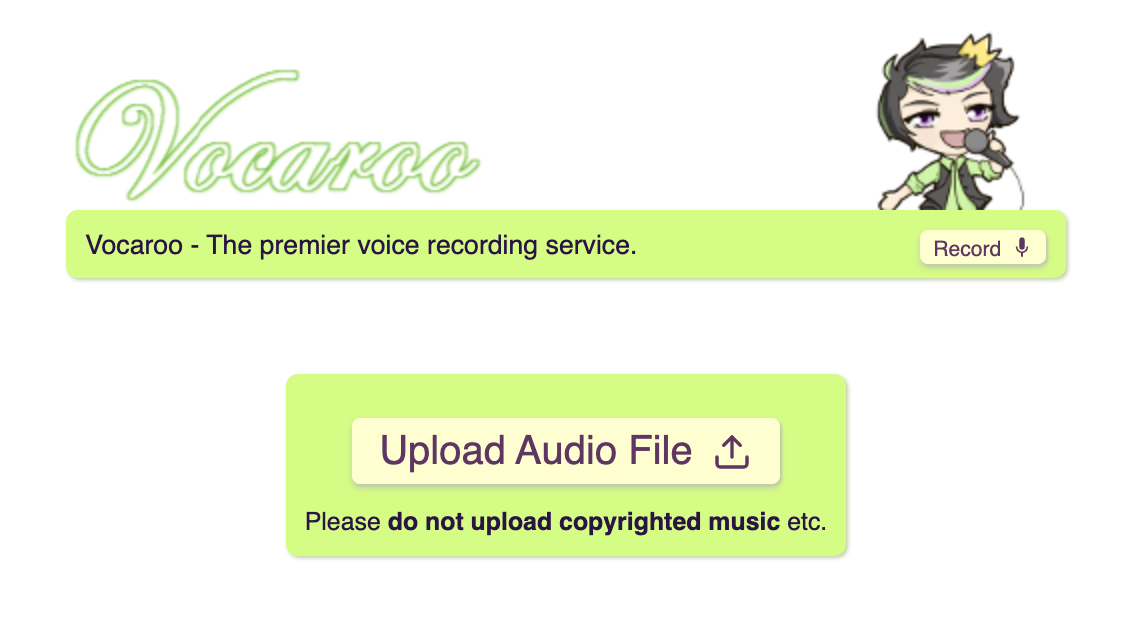 Vocaroo
Vocaroo - The premier voice recording service.
Record
Upload Audio File
Please do not upload copyrighted music etc.